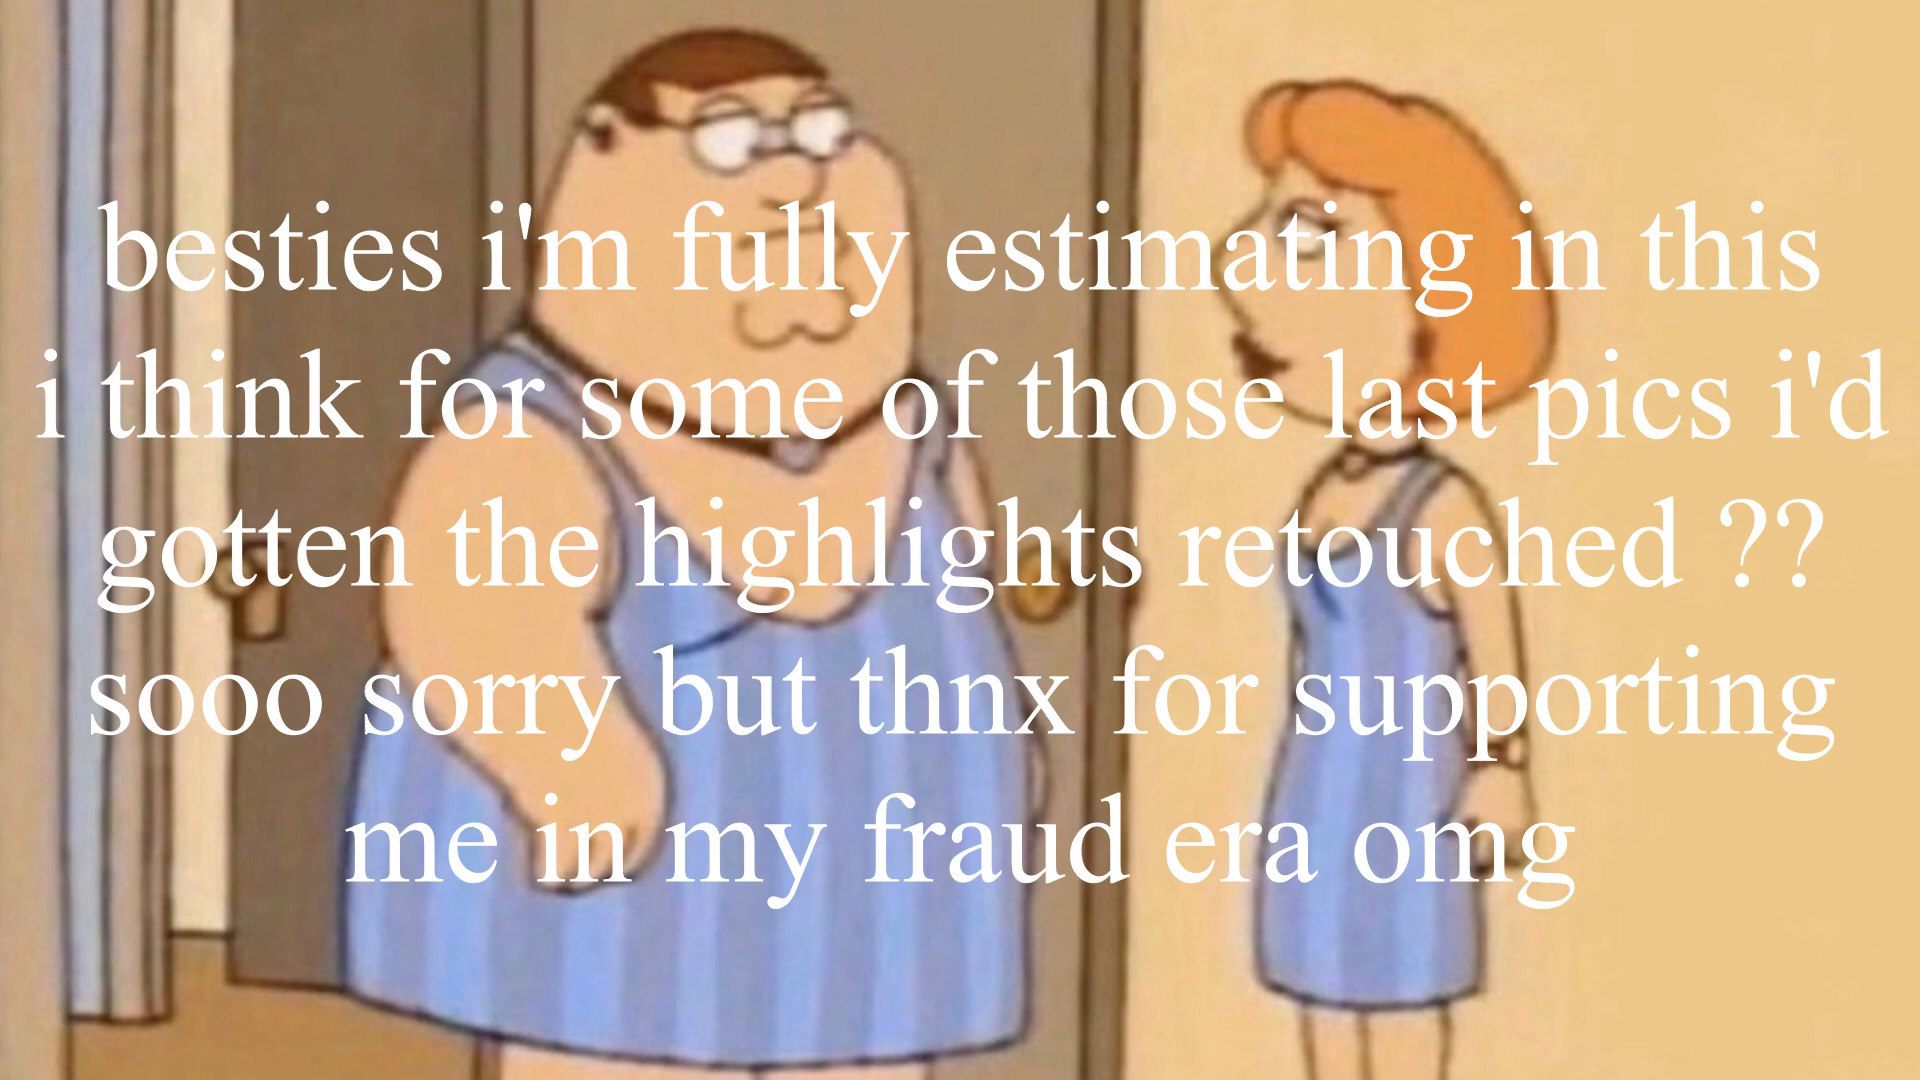 besties i'm fully estimating in this
i think for some of those last pics i'd
gotten the highlights retouched ??
sooo sorry but thnx for supporting
me in my fraud era omg